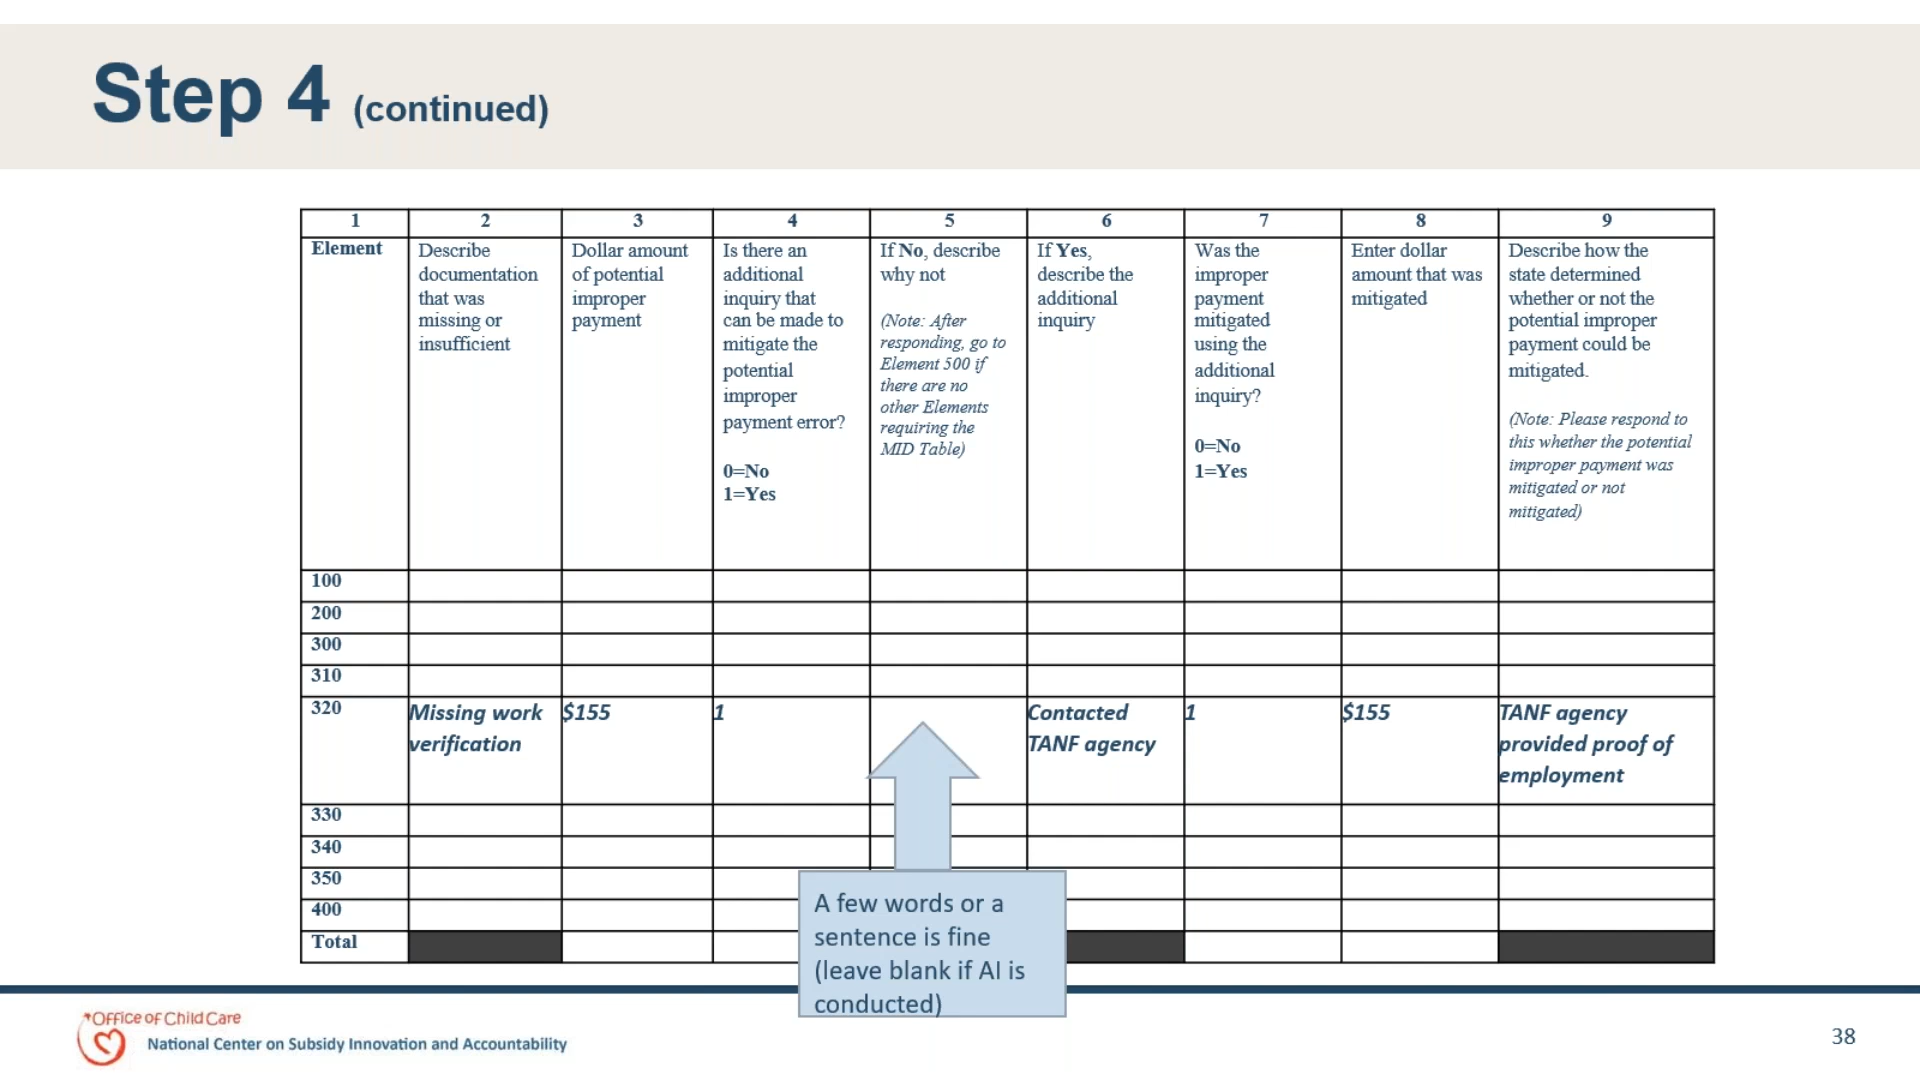 Step 4 (continued)
1 2 3 4 5 6 7 8 9
Element
Describe
documentation
that was
missing or
insufficient
Dollar amount
of potential
improper
payment
Is there an
additional
inquiry that
can be made to
mitigate the
potential
improper
payment error?
0=No
1=Yes
If No, describe
why not
(Note: After
responding, go to
Element 500 if
there are no
other Elements
requiring the
MID Table)
If Yes,
describe the
additional
inquiry
Was the
improper
payment
mitigated
using the
additional
inquiry?
0=No
1=Yes
Enter dollar
amount that was
mitigated
Describe how the
state determined
whether or not the
potential improper
payment could be
mitigated.
(Note: Please respond to
this whether the potential
improper payment was
mitigated or not
mitigated)
100
200
300
310
320
Missing work
verification
$155
1
Contacted
TANF agency
1
$155
TANF agency
provided proof of
employment
330
340
350
400
Total
A few words or a
sentence is fine
(leave blank if AI is
conducted)
Office of Child Care
National Center on Subsidy Innovation and Accountability
38